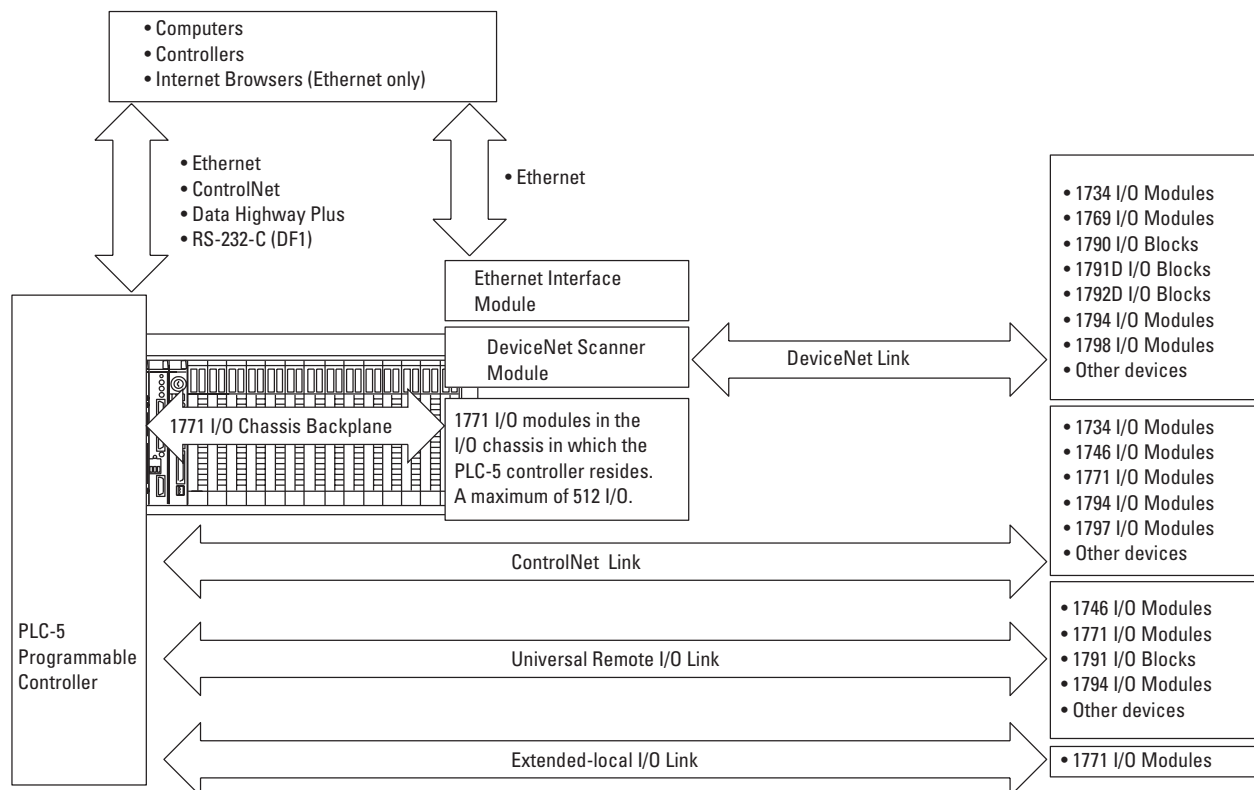 • Computers
• Controllers
• Internet Browsers (Ethernet only)
• Ethernet
• ControlNet
• Data Highway Plus
• RS-232-C (DF1)
• Ethernet
Ethernet Interface
Module
DeviceNet Scanner
Module
DeviceNet Link
• 1734 I/O Modules
• 1769 I/O Modules
• 1790 I/O Blocks
• 1791D I/O Blocks
• 1792D I/O Blocks
• 1794 I/O Modules
• 1798 I/O Modules
• Other devices
1771 I/O Chassis Backplane
1771 I/O modules in the
I/O chassis in which the
PLC-5 controller resides.
A maximum of 512 I/O.
• 1734 I/O Modules
• 1746 I/O Modules
• 1771 I/O Modules
• 1794 I/O Modules
• 1797 I/O Modules
• Other devices
ControlNet Link
PLC-5
Programmable
Controller
Universal Remote I/O Link
• 1746 I/O Modules
• 1771 I/O Modules
• 1791 I/O Blocks
• 1794 I/O Modules
• Other devices
Extended-local I/O Link
• 1771 I/O Modules